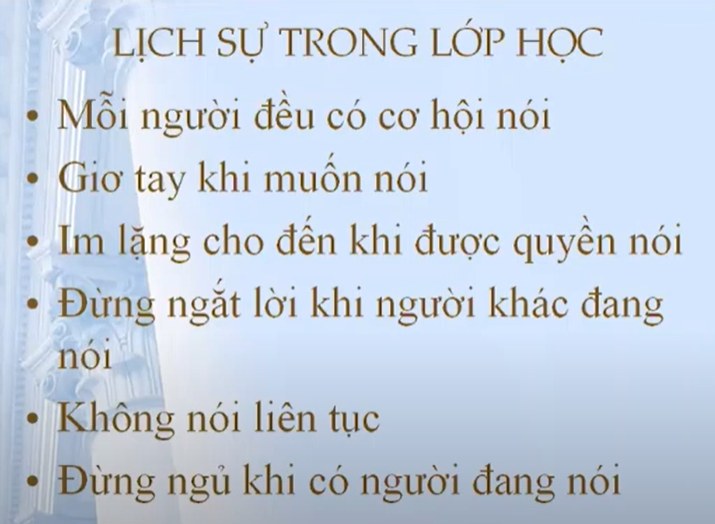 LỊCH SỰ TRONG LỚP HỌC
• Mỗi người đều có cơ hội nói
• Giơ tay khi muốn nói
• Im lặng cho đến khi được quyền nói
• Đừng ngắt lời khi người khác đang
nói
• Không nói liên tục
• Đừng ngủ khi có người đang nói